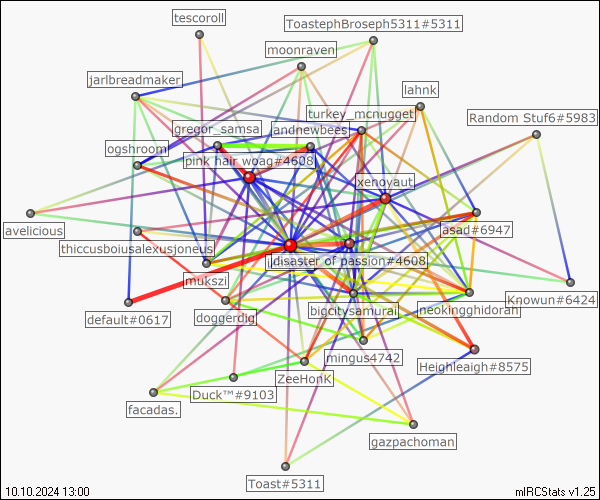 tescoroll
ToastephBroseph5311#5311
moonraven
jarlbreadmaker
lahnk
turkey_mcnugget
Random Stuf6#5983
gregor_samsa
andnewbees
ogshroom
pink hair woag#4608
xenoyaut
avelicious
asad#6947
thiccusboiusalexusjoneus
disaster of passion#4608
mukszi
Knowun#6424
default#0617
doggerdig
bigcitysamurai
neokingghidorah
mingus4742
Heighleaigh#8575
ZeeHonK
Duck™#9103
facadas.
gazpachoman
Toast#5311
10.10.2024 13:00
mIRCStats v1.25